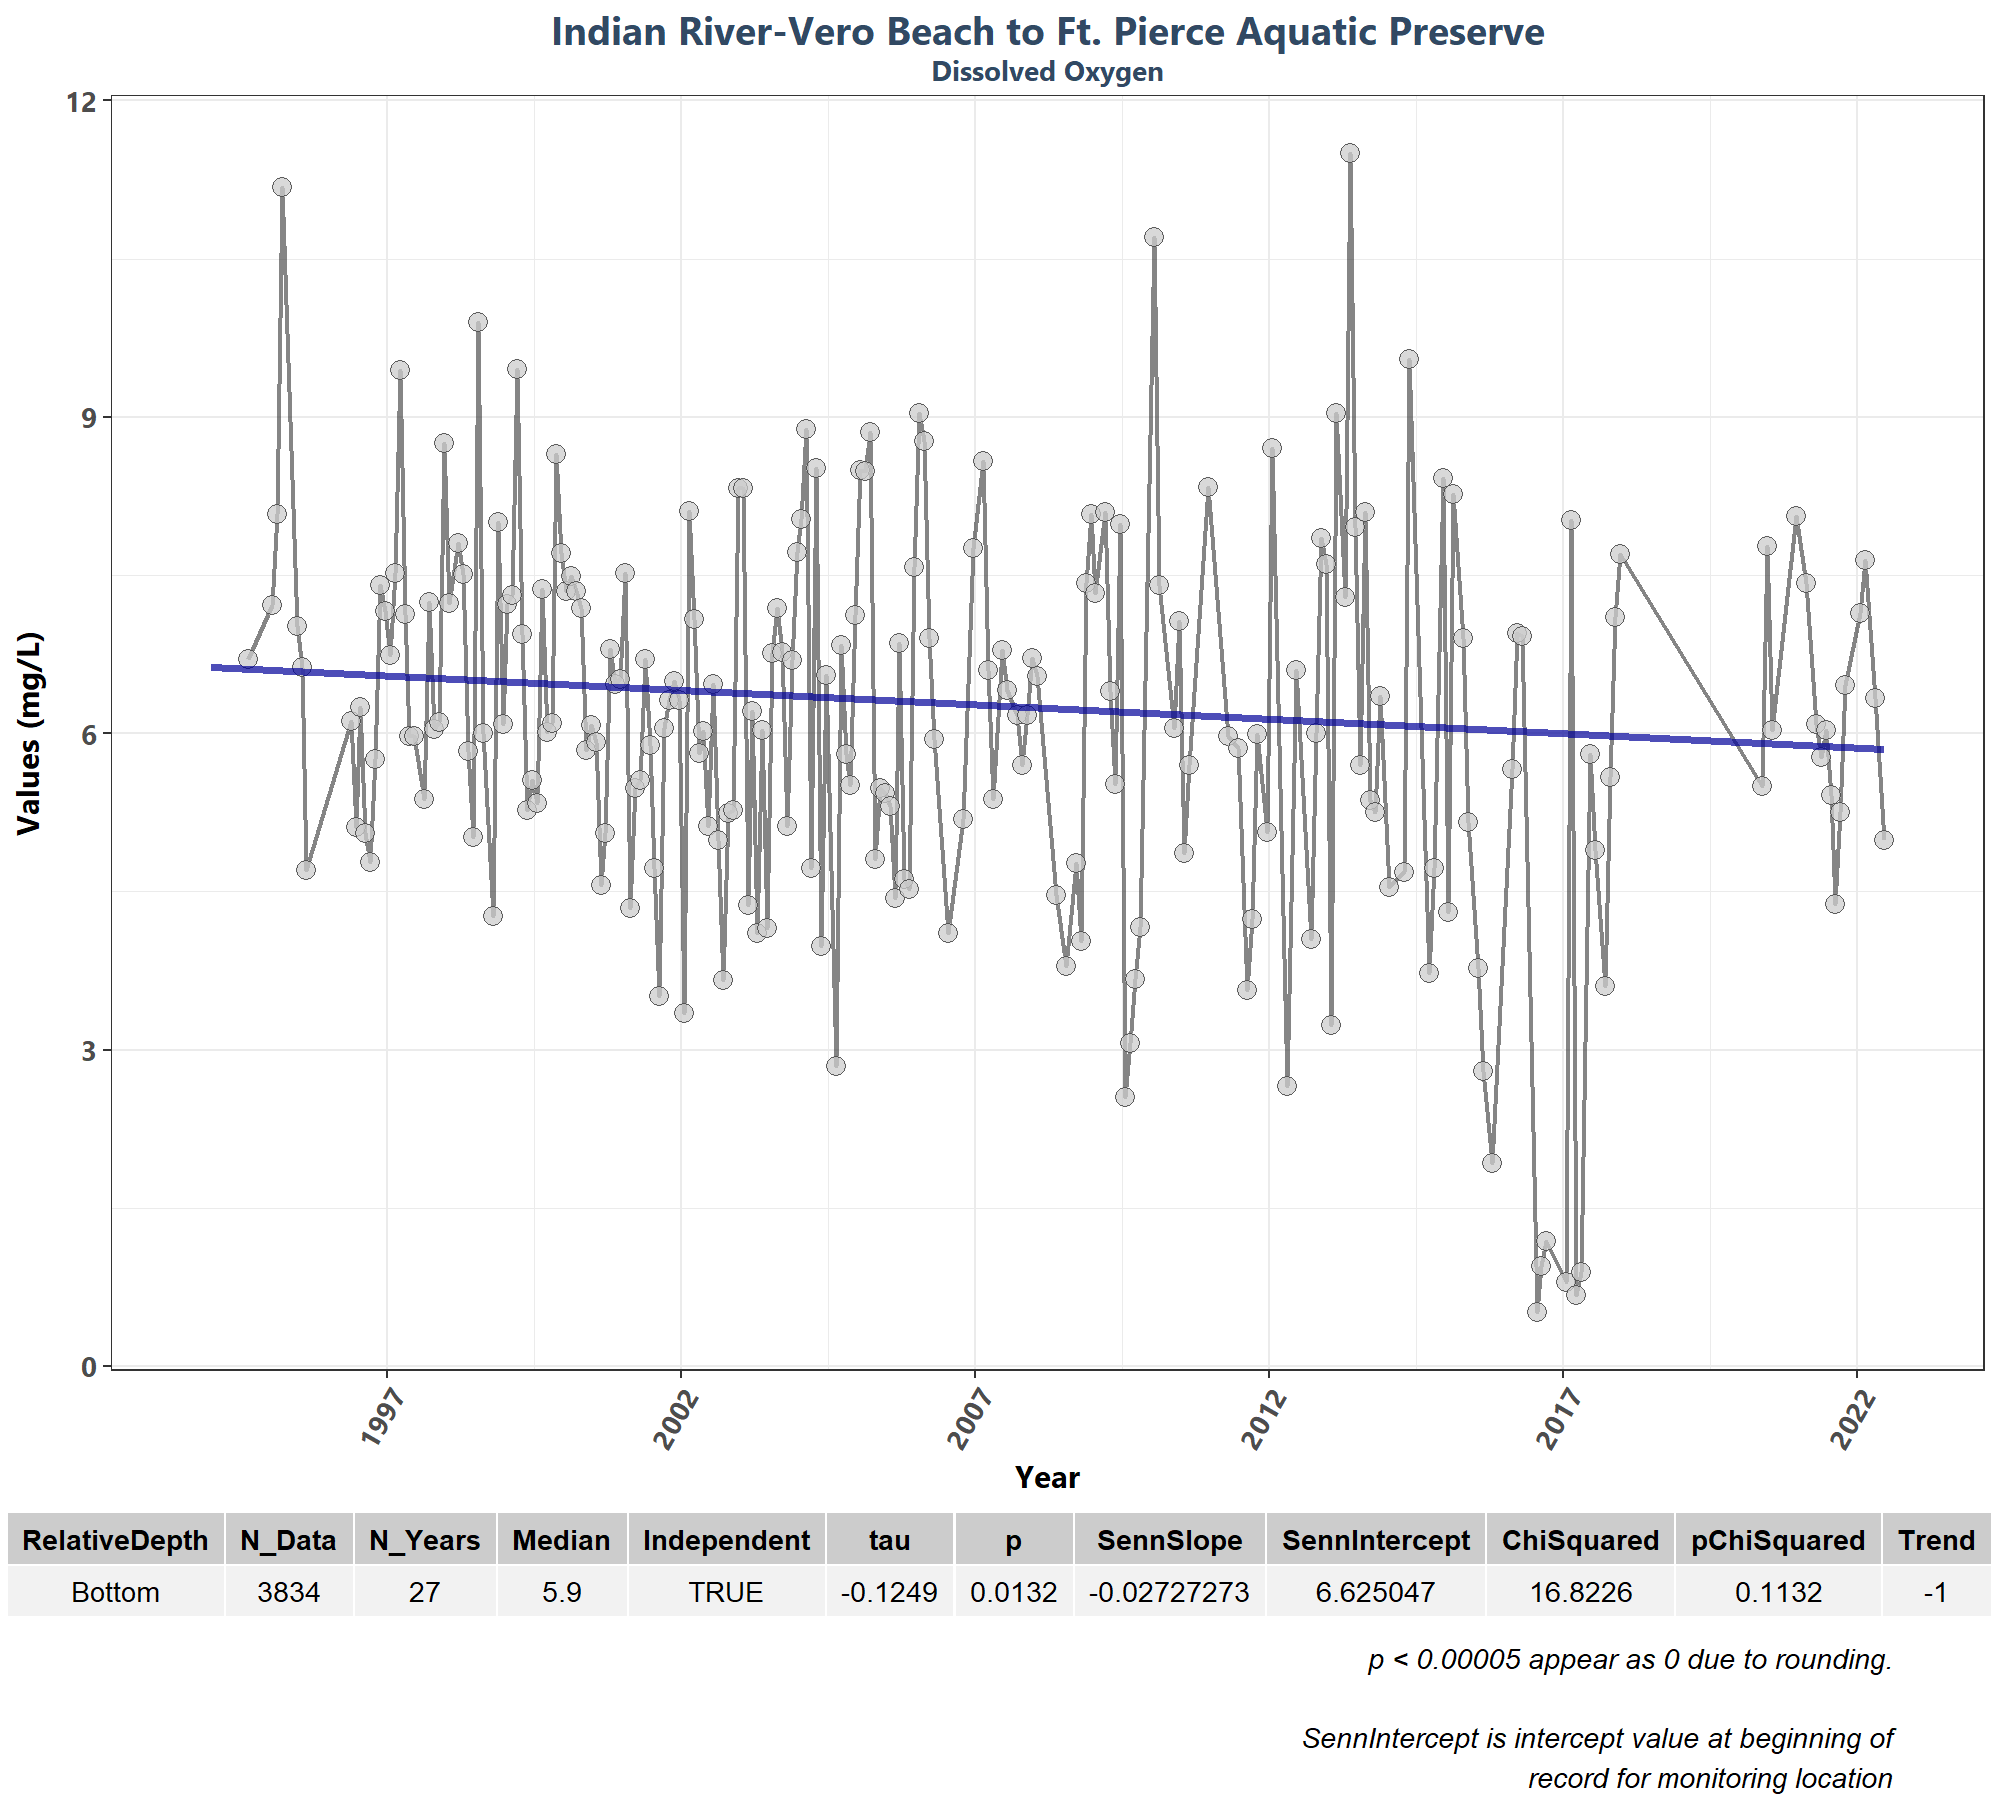 Indian River-Vero Beach to Ft. Pierce Aquatic Preserve
Dissolved Oxygen
12
9
6
3
0
Values (mg/L)
1997
2002
2007
2012
2017
2022
Year
RelativeDepth N_Data N_Years Median Independent tau p SennSlope SennIntercept ChiSquared pChiSquared Trend
Bottom 3834 27 5.9 TRUE -0.1249 0.0132 -0.02727273 6.625047 16.8226 0.1132 -1
p < 0.00005 appear as 0 due to rounding.
SennIntercept is intercept value at beginning of
record for monitoring location